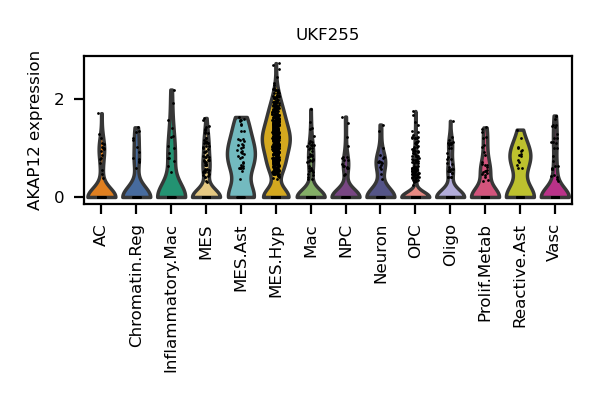 UKF255
AKAP12 expression
2
0
AC
Chromatin.Reg
Inflammatory.Mac
MES
MES.Ast
MES.Hyp
Mac
NPC
Neuron
OPC
Oligo
Prolif.Metab
Reactive.Ast
Vasc